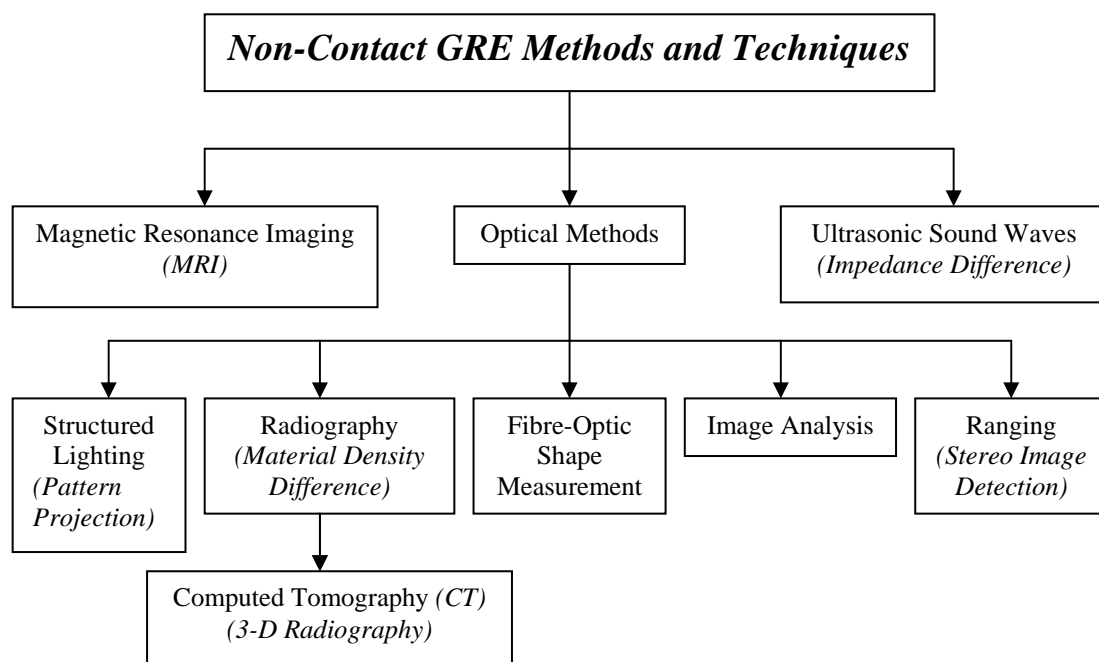 Non-Contact GRE Methods and Techniques
Magnetic Resonance Imaging
(MRI)
Optical Methods
Ultrasonic Sound Waves
(Impedance Difference)
Structured
Lighting
(Pattern
Projection)
Radiography
(Material Density
Difference)
Fibre-Optic
Shape
Measurement
Image Analysis
Ranging
(Stereo Image
Detection)
Computed Tomography (CT)
(3-D Radiography)